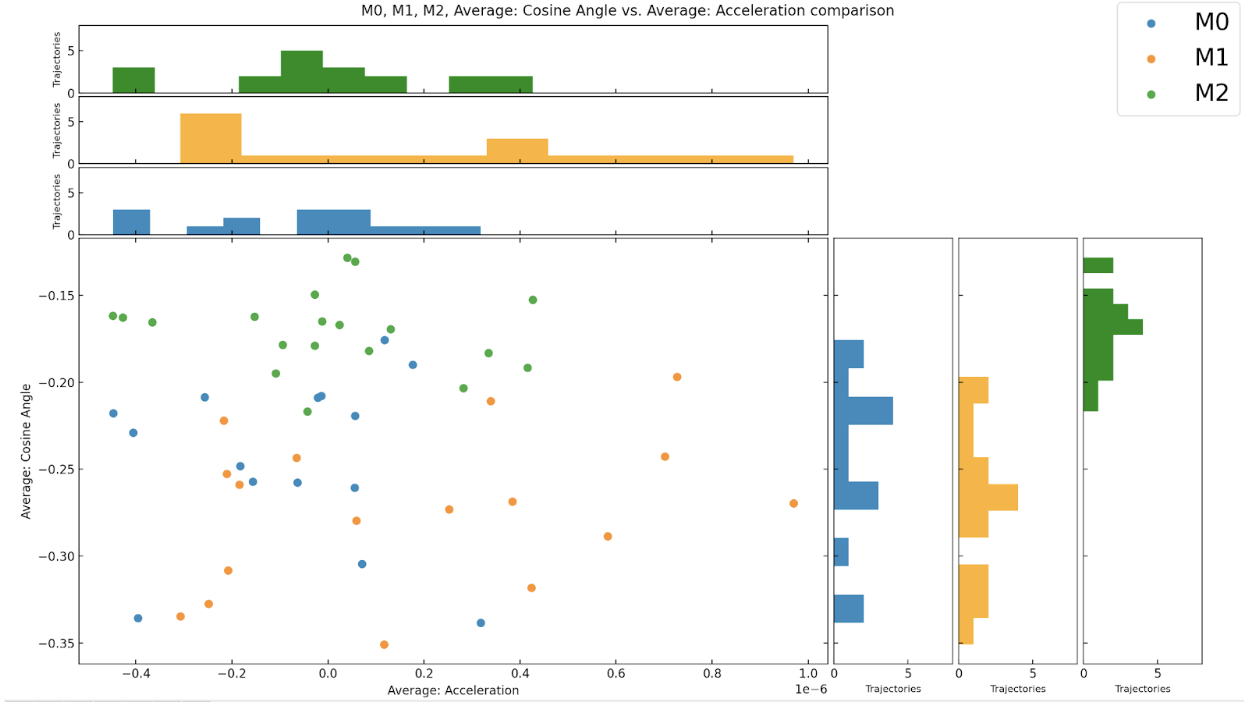 M0, M1, M2, Average: Cosine Angle vs. Average: Acceleration comparison
M0
M1
M2
Trajectories
5
0
Trajectories
5
0
Trajectories
5
0
Average: Cosine Angle
−0.15
−0.20
−0.25
−0.30
−0.35
−0.4
−0.2
0.0
0.2
0.4
0.6
0.8
1.0
1e−6
Average: Acceleration
0
5
Trajectories
0
5
Trajectories
0
5
Trajectories